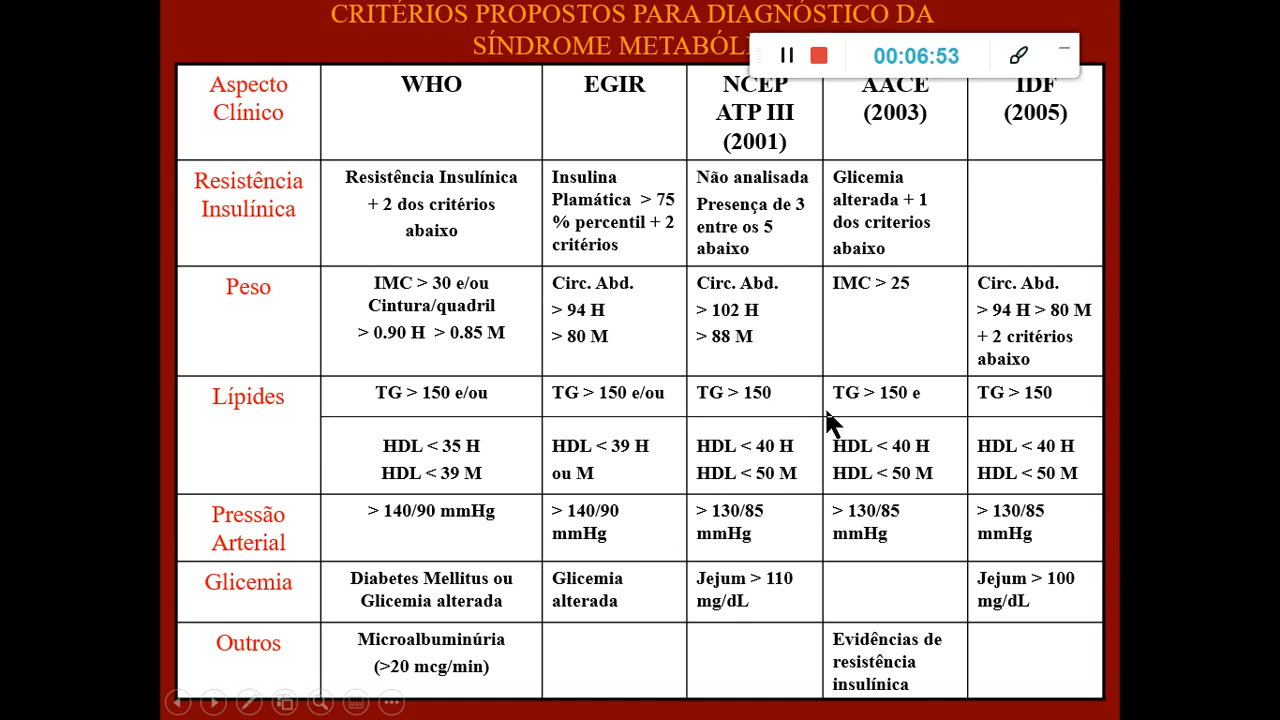 CRITÉRIOS PROPOSTOS PARA DIAGNÓSTICO DA
SÍNDROME
00:06:53
Aspecto
Clínico
WHO
EGIR
NCEP
ATP III
(2001)
AACE
(2003)
IDF
(2005)
Resistência
Insulínica
Resistência Insulínica
+ 2 dos critérios
abaixo
Insulina
Plamática > 75
% percentil + 2
critérios
Não analisada
Presença de 3
entre os 5
abaixo
Glicemia
alterada + 1
dos criterios
abaixo
Peso
IMC > 30 e/ou
Cintura/quadril
> 0.90 H > 0.85 M
Circ. Abd.
> 94 H
> 80 M
Circ. Abd.
> 102 H
> 88 M
IMC > 25
Circ. Abd.
> 94 H > 80 M
+ 2 critérios
abaixo
Lípides
TG > 150 e/ou
TG > 150 e/ou
TG > 150
TG > 150 e
TG > 150
HDL < 35 H
HDL < 39 M
HDL < 39 H
ou M
HDL < 40 H
HDL < 50 M
HDL < 40 H
HDL < 50 M
HDL < 40 H
HDL < 50 M
Pressão
Arterial
> 140/90 mmHg
> 140/90
mmHg
> 130/85
mmHg
> 130/85
mmHg
> 130/85
mmHg
Glicemia
Diabetes Mellitus ou
Glicemia alterada
Glicemia
alterada
Jejum > 110
mg/dL
Jejum > 100
mg/dL
Outros
Microalbuminúria
(>20 mcg/min)
Evidências de
resistência
insulínica